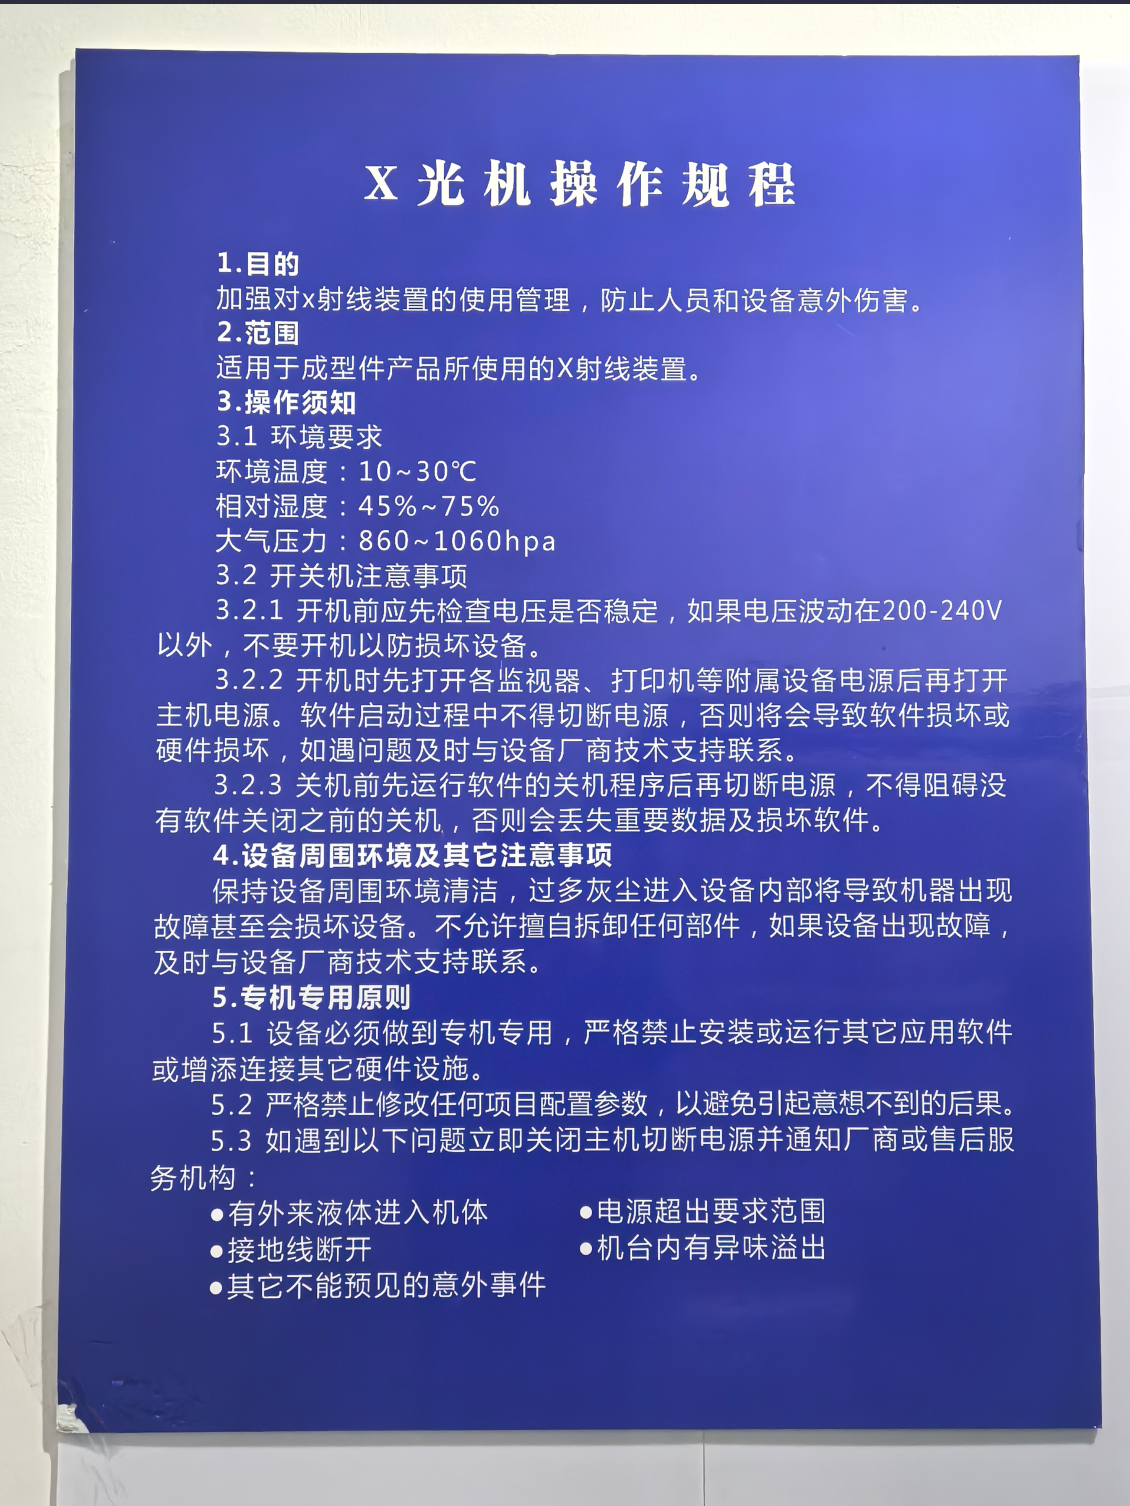 X光机操作规程
1.目的
加强对x射线装置的使用管理，防止人员和设备意外伤害。
2.范围
适用于成型件产品所使用的X射线装置。
3.操作须知
3.1 环境要求
环境温度：10~30℃
相对湿度：45%~75%
大气压力：860~1060hpa
3.2 开关机注意事项
3.2.1 开机前应先检查电压是否稳定，如果电压波动在200-240V
以外，不要开机以防损坏设备。
3.2.2 开机时先打开各监视器、打印机等附属设备电源后再打开
主机电源。软件启动过程中不得切断电源，否则将会导致软件损坏或
硬件损坏，如遇问题及时与设备厂商技术支持联系。
3.2.3 关机前先运行软件的关机程序后再切断电源，不得阻碍没
有软件关闭之前的关机，否则会丢失重要数据及损坏软件。
4.设备周围环境及其它注意事项
保持设备周围环境清洁，过多灰尘进入设备内部将导致机器出现
故障甚至会损坏设备。不允许擅自拆卸任何部件，如果设备出现故障，
及时与设备厂商技术支持联系。
5.专机专用原则
5.1 设备必须做到专机专用，严格禁止安装或运行其它应用软件
或增添连接其它硬件设施。
5.2 严格禁止修改任何项目配置参数，以避免引起意想不到的后果。
5.3 如遇到以下问题立即关闭主机切断电源并通知厂商或售后服
务机构：
●有外来液体进入机体 ●电源超出要求范围
●接地线断开 ●机台内有异味溢出
●其它不能预见的意外事件